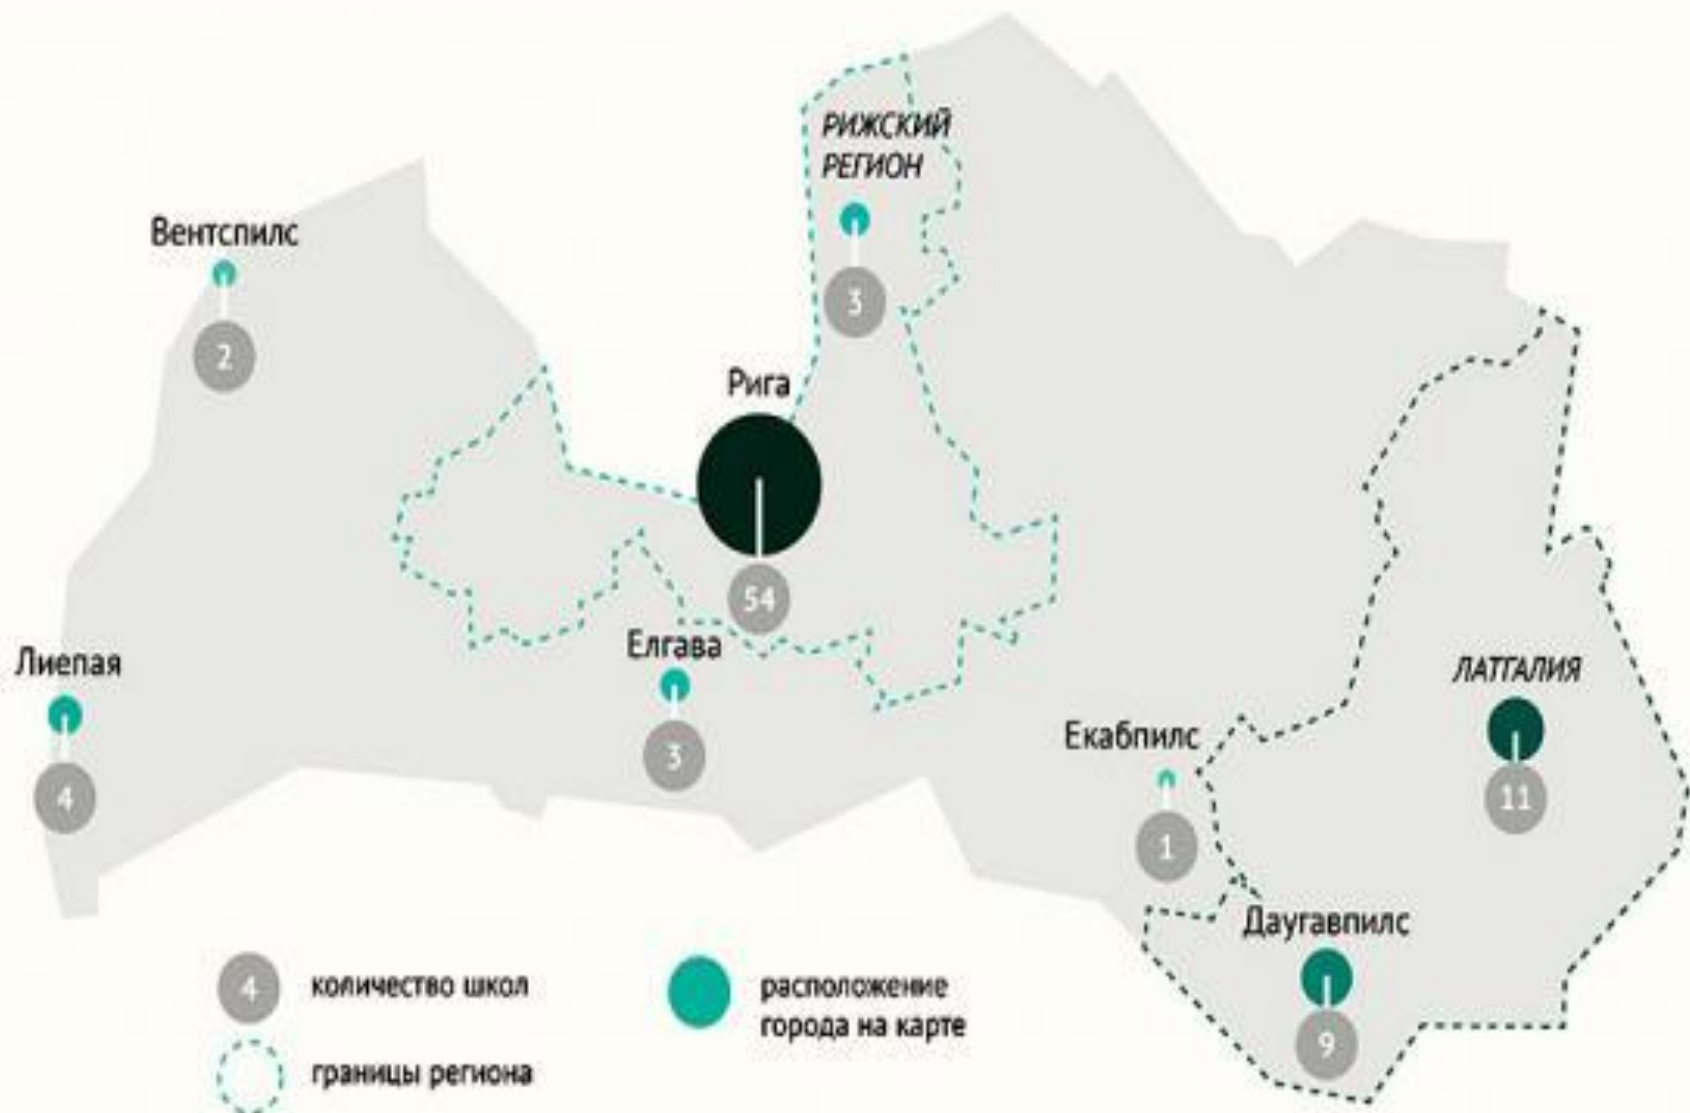 РИЖСКИЙ
РЕГИОН
3
Вентспилс
2
Рига
54
Елгава
3
Лиепая
4
Екабпилс
1
ЛАТГАЛИЯ
11
Даугавпилс
9
4 количество школ
границы региона
расположение
города на карте